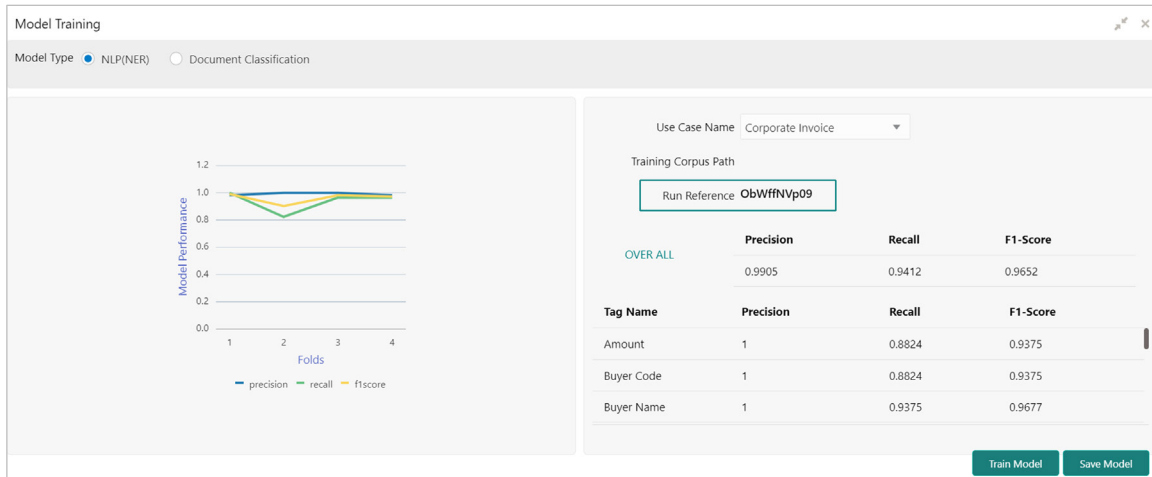 Model Training
Model Type NLP(NER) Document Classification
1.2
1.0
0.8
0.6
0.4
0.2
0.0
Model Performance
1 2 3 4
Folds
precision recall f1score
Use Case Name Corporate Invoice
Training Corpus Path
Run Reference ObWffNVp09
OVER ALL
Precision Recall F1-Score
0.9905 0.9412 0.9652
Tag Name Precision Recall F1-Score
Amount 1 0.8824 0.9375
Buyer Code 1 0.8824 0.9375
Buyer Name 1 0.9375 0.9677
Train Model Save Model